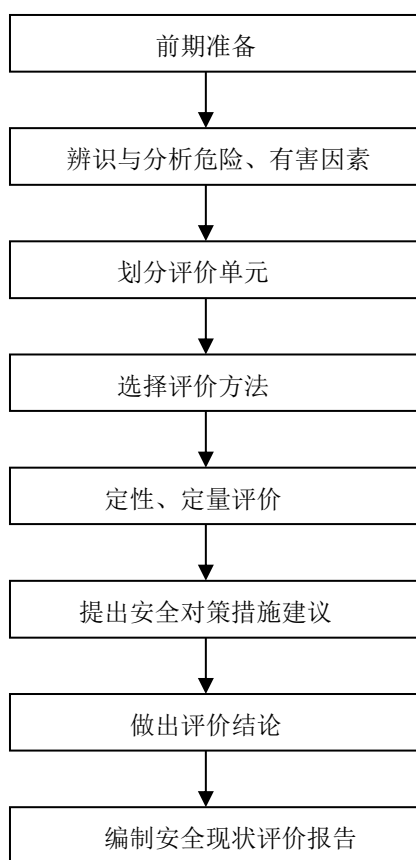 前期准备
辨识与分析危险、有害因素
划分评价单元
选择评价方法
定性、定量评价
提出安全对策措施建议
做出评价结论
编制安全现状评价报告